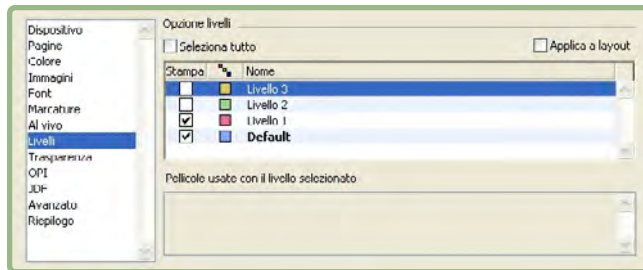 Dispositivo
Pagine
Colore
Immagini
Font
Marcature
Al vivo
Livelli
Trasparenza
OPI
JDF
Avanzato
Riepilogo
Opzione livelli
Seleziona tutto
Applica a layout
Stampa Nome
Livello 3
Livello 2
Livello 1
Default
Pellicole usate con il livello selezionato